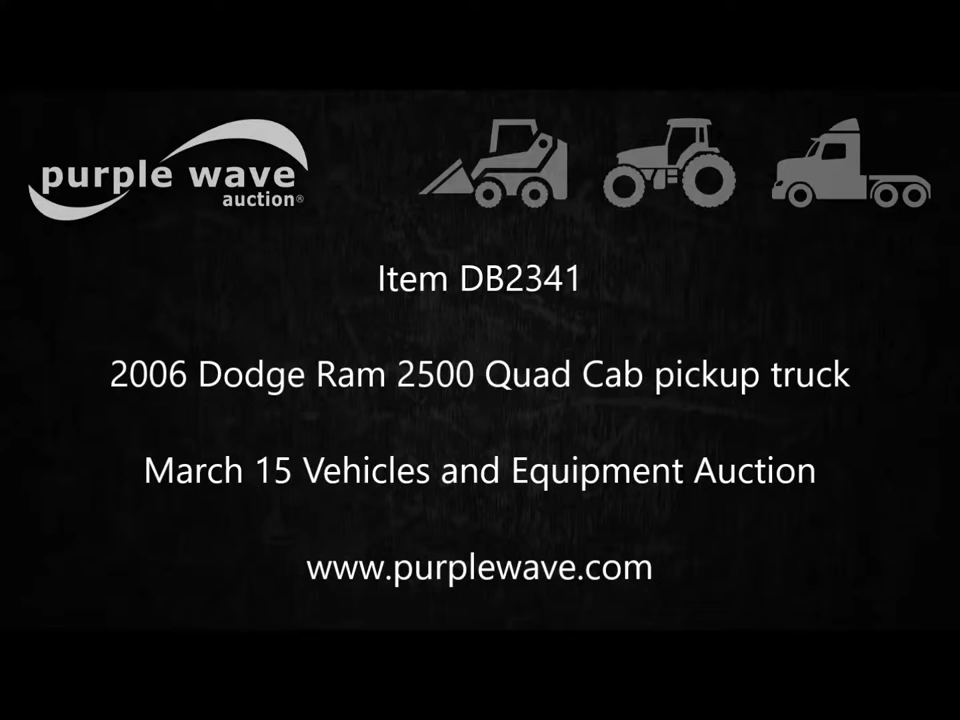 purple wave
auction®
Item DB2341
2006 Dodge Ram 2500 Quad Cab pickup truck
March 15 Vehicles and Equipment Auction
www.purplewave.com